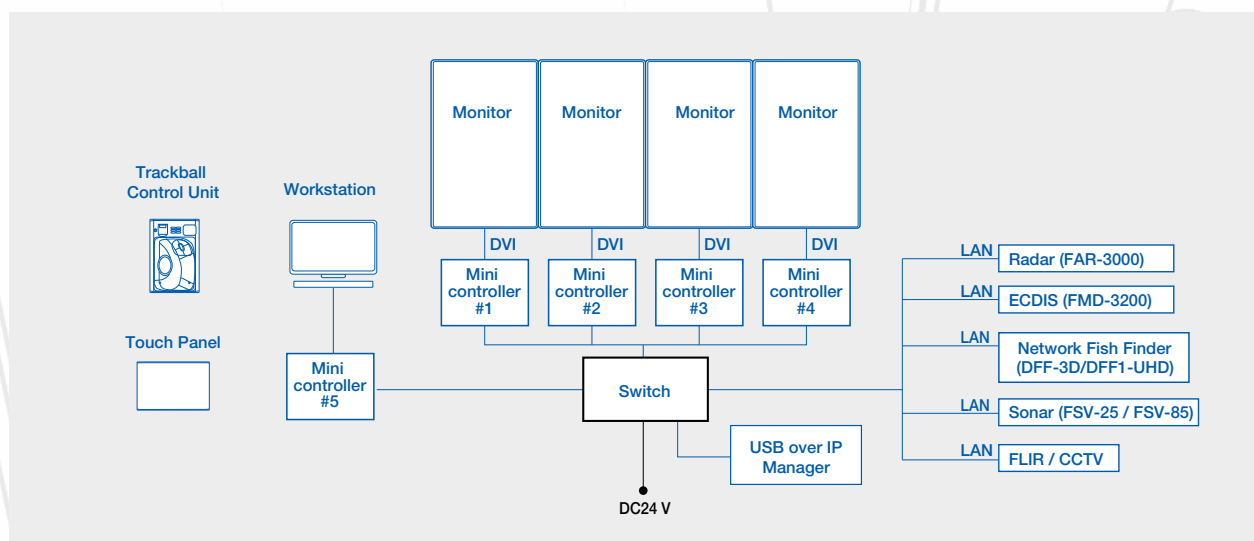 Monitor
Monitor
Monitor
Monitor
Trackball
Control Unit
Workstation
DVI
DVI
DVI
DVI
Mini
controller
#1
Mini
controller
#2
Mini
controller
#3
Mini
controller
#4
LAN
Radar (FAR-3000)
LAN
ECDIS (FMD-3200)
Touch Panel
LAN
Network Fish Finder
(DFF-3D/DFF1-UHD)
Mini
controller
#5
Switch
LAN
Sonar (FSV-25 / FSV-85)
USB over IP
Manager
LAN
FLIR / CCTV
DC24 V